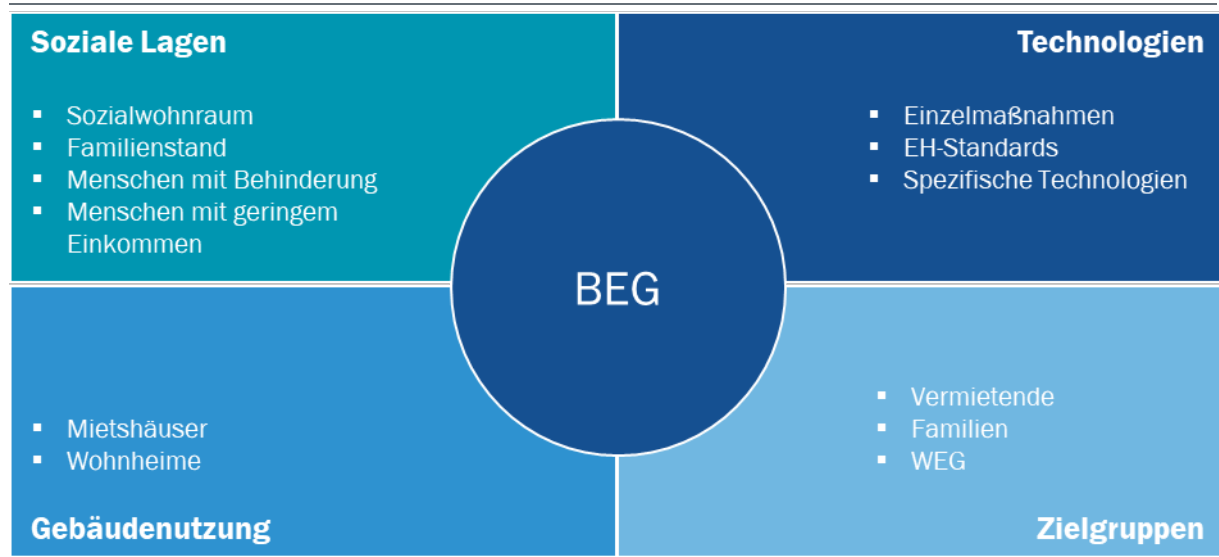 Soziale Lagen
▪ Sozialwohnraum
▪ Familienstand
▪ Menschen mit Behinderung
▪ Menschen mit geringem
Einkommen
Technologien
▪ Einzelmaßnahmen
▪ EH-Standards
▪ Spezifische Technologien
BEG
▪ Mietshäuser
▪ Wohnheime
Gebäudenutzung
▪ Vermietende
▪ Familien
▪ WEG
Zielgruppen